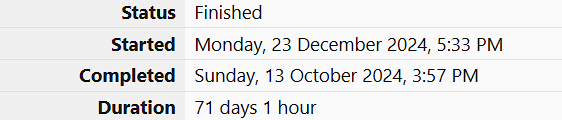 Status Finished
Started Monday, 23 December 2024, 5:33 PM
Completed Sunday, 13 October 2024, 3:57 PM
Duration 71 days 1 hour